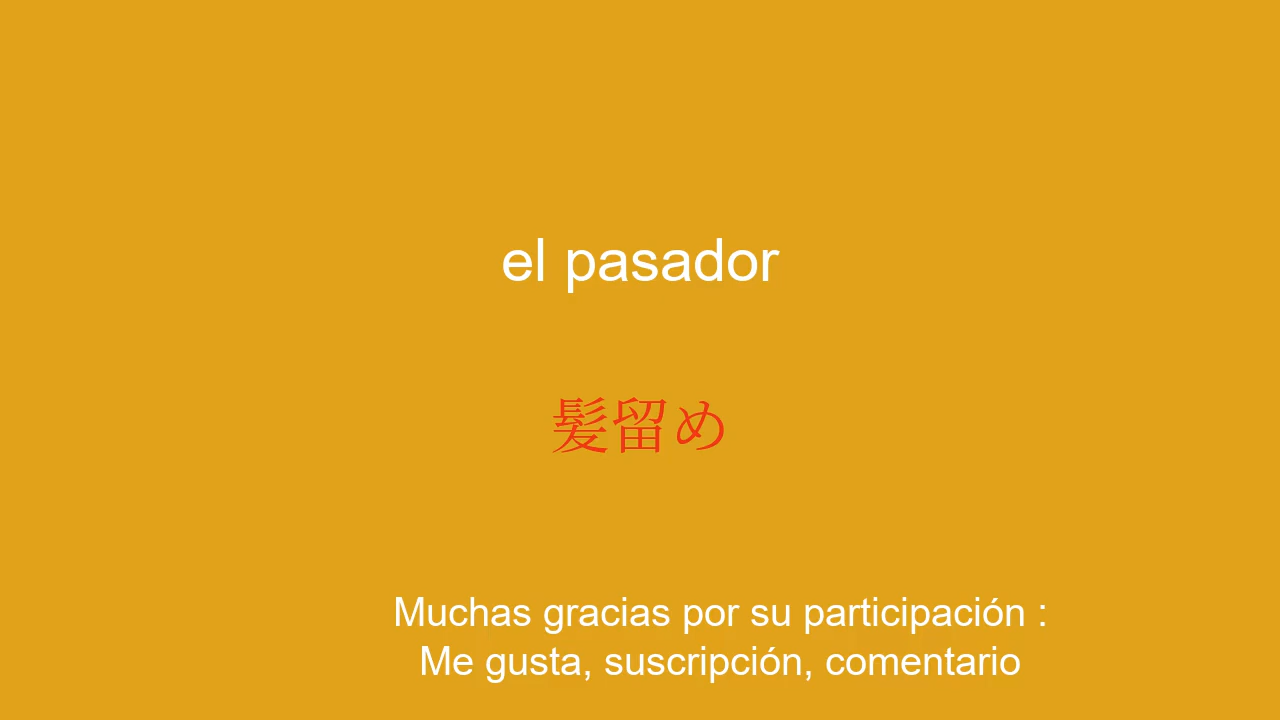 el pasador
髪留め
Muchas gracias por su participación :
Me gusta, suscripción, comentario